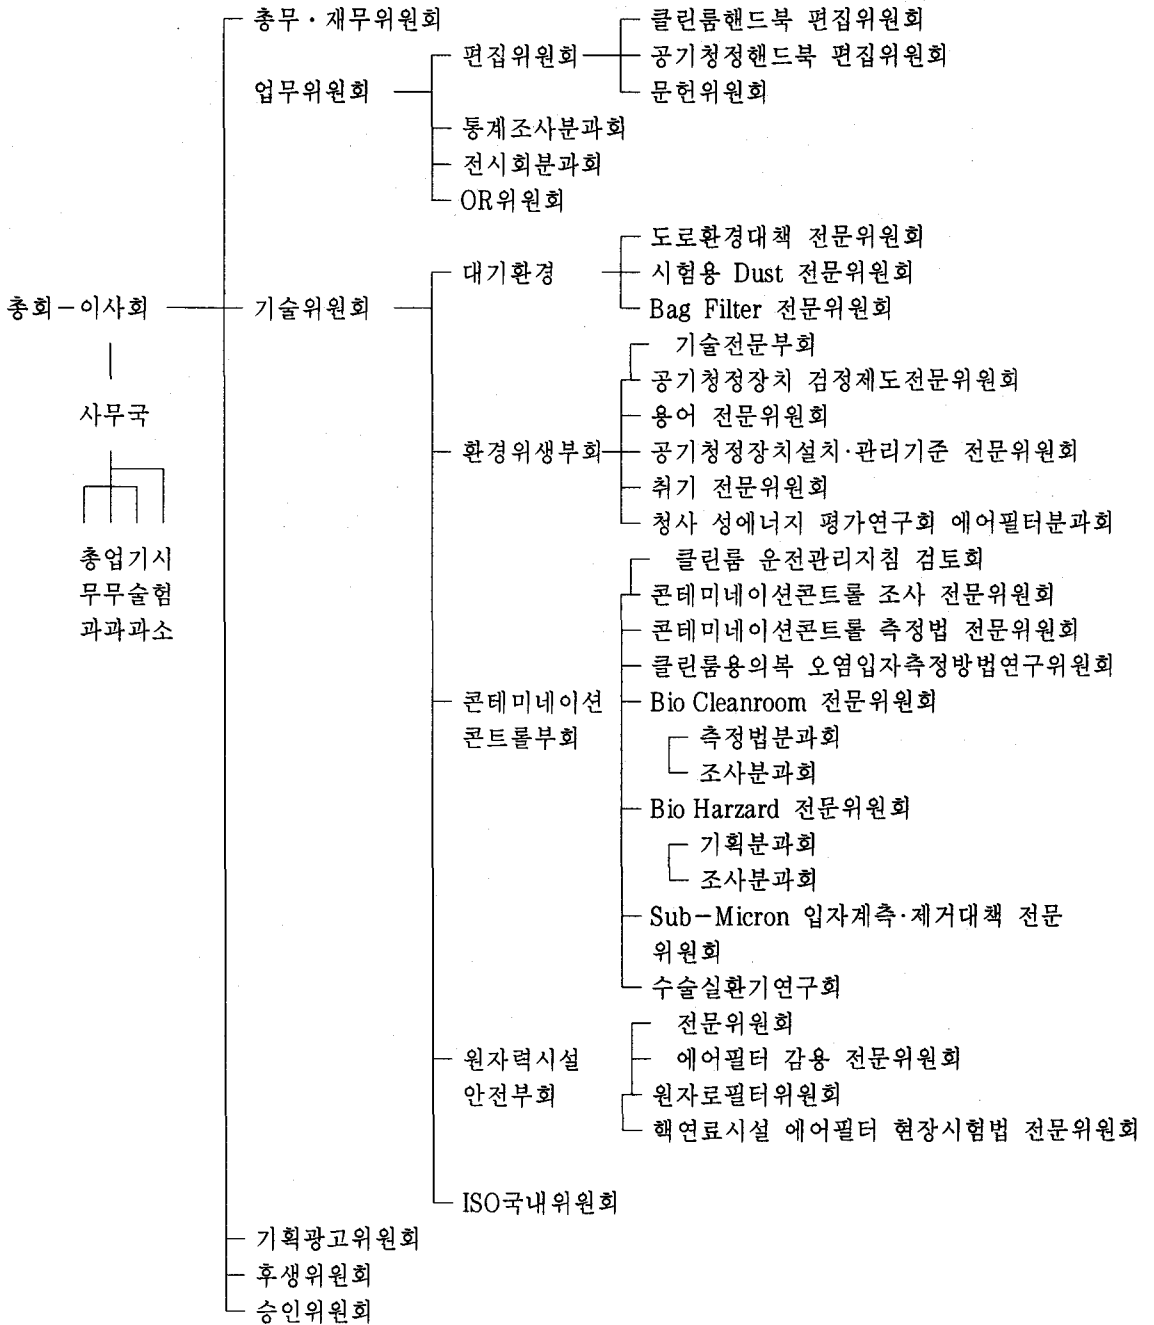 총무・재무위원회
클린룸핸드북 편집위원회
편집위원회
공기청정핸드북 편집위원회
업무위원회
문헌위원회
통계조사분과회
전시회분과회
OR위원회
도로환경대책 전문위원회
대기환경
시험용 Dust 전문위원회
총회－이사회
기술위원회
Bag Filter 전문위원회
기술전문부회
공기청정장치 검정제도전문위원회
사무국
용어 전문위원회
환경위생부회
공기청정장치설치·관리기준 전문위원회
취기 전문위원회
청사 성에너지 평가연구회 에어필터분과회
총업기시
무무술험
과과과소
클린룸 운전관리지침 검토회
콘테미네이션콘트롤 조사 전문위원회
콘테미네이션콘트롤 측정법 전문위원회
클린룸용의복 오염입자측정방법연구위원회
콘테미네이션
콘트롤부회
Bio Cleanroom 전문위원회
측정법분과회
조사분과회
Bio Harzard 전문위원회
기획분과회
조사분과회
Sub－Micron 입자계측·제거대책 전문
위원회
수술실환기연구회
전문위원회
원자력시설
안전부회
에어필터 감용 전문위원회
원자로필터위원회
핵연료시설 에어필터 현장시험법 전문위원회
ISO국내위원회
기획광고위원회
후생위원회
승인위원회